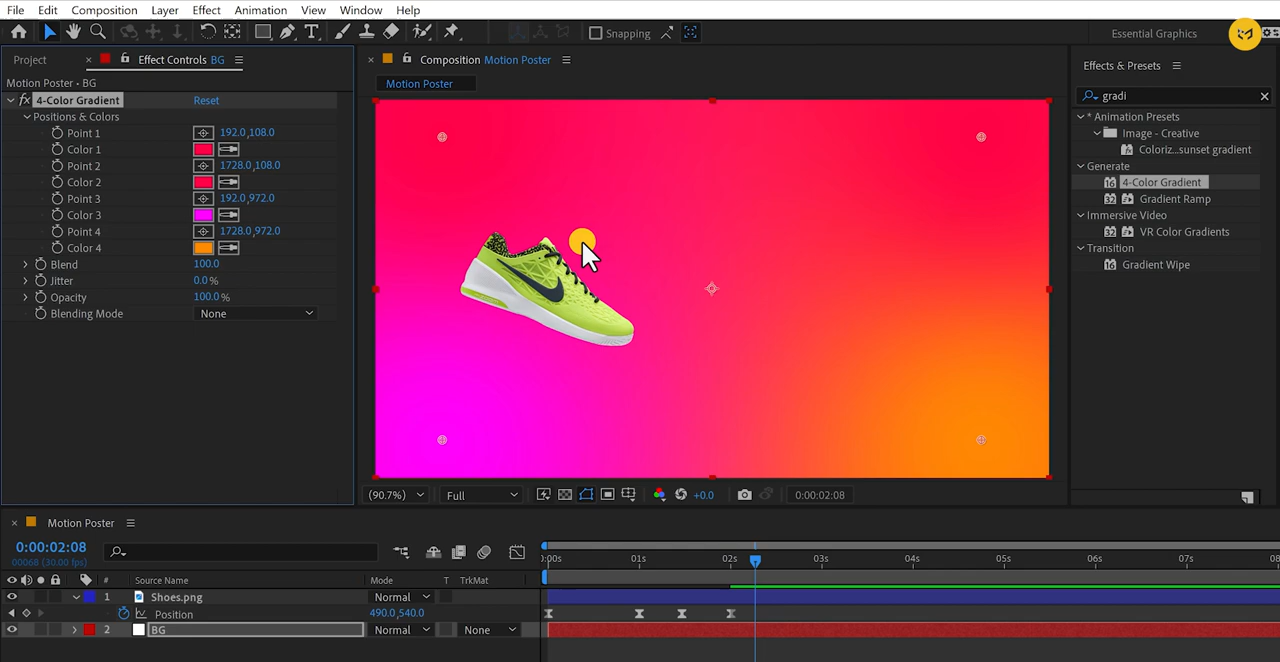 File Edit Composition Layer Effect Animation View Window Help
Snapping Essential Graphics
Project × Effect Controls BG × Composition Motion Poster Effects & Presets
Motion Poster • BG Motion Poster
fx 4-Color Gradient Reset gradi
Positions & Colors * Animation Presets
Point 1 192.0,108.0 Image - Creative
Color 1 Coloriz...sunset gradient
Point 2 1728.0,108.0 Generate
Color 2 4-Color Gradient
Point 3 192.0,972.0 Gradient Ramp
Color 3 Immersive Video
Point 4 1728.0,972.0 VR Color Gradients
Color 4 Transition
Blend 100.0 Gradient Wipe
Jitter 0.0 %
Opacity 100.0 %
Blending Mode None
(90.7%) Full +0.0 0:00:02:08
× Motion Poster
0:00:02:08
00068 (30.00 fps)
:00s 01s 02s 03s 04s 05s 06s 07s 08
# Source Name Mode T TrkMat
1 Shoes.png Normal
Position 490.0,540.0
2 BG Normal None